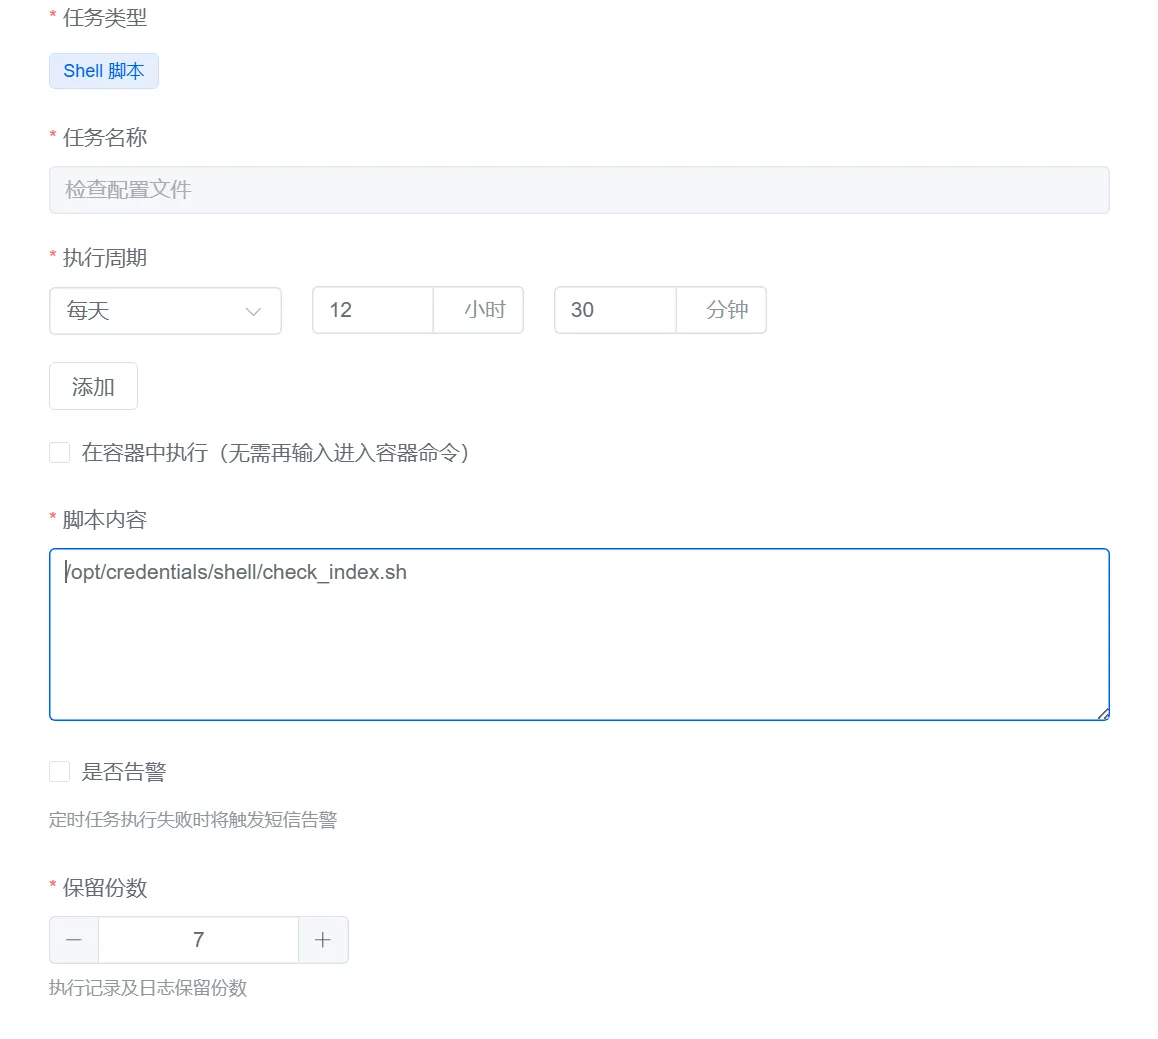 * 任务类型
Shell 脚本
* 任务名称
检查配置文件
* 执行周期
每天 12 小时 30 分钟
添加
在容器中执行（无需再输入进入容器命令）
* 脚本内容
/opt/credentials/shell/check_index.sh
是否告警
定时任务执行失败时将触发短信告警
* 保留份数
7
执行记录及日志保留份数